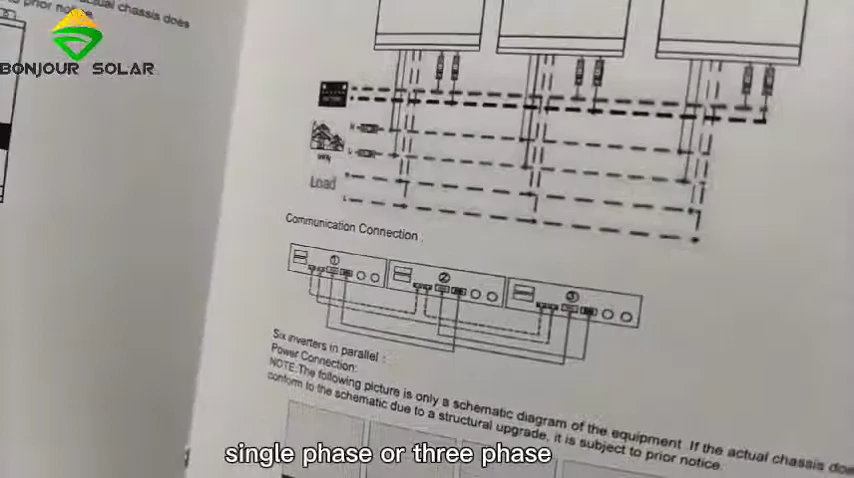 prior notice.
actual chassis does
BONJOUR SOLAR
N
L
Load
N
L
Communication Connection :
① ② ③
Six inverters in parallel :
Power Connection:
NOTE:The following picture is only a schematic diagram of the equipment If the actual chassis does
conform to the schematic due to a structural upgrade, it is subject to prior notice.
single phase or three phase